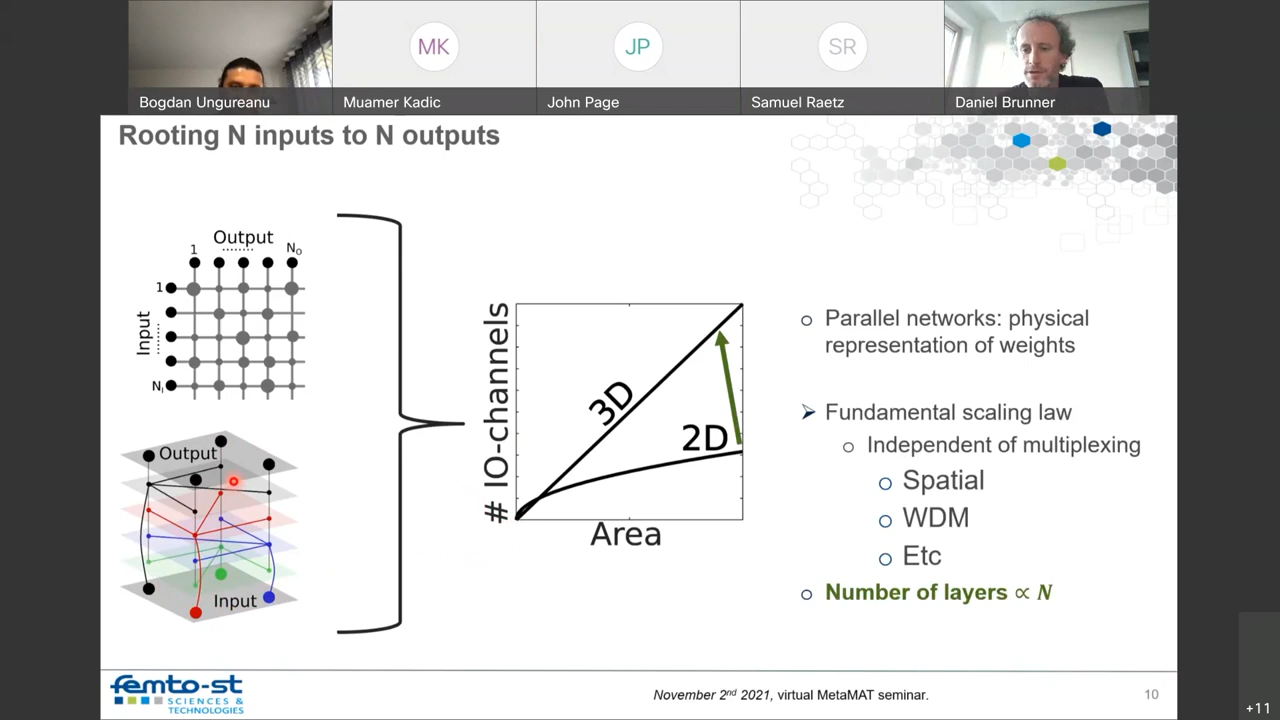 MK
JP
SR
Bogdan Ungureanu
Muamer Kadic
John Page
Samuel Raetz
Daniel Brunner
Rooting N inputs to N outputs
Output
1
No
1
Input
Ni
Output
Input
# IO-channels
3D
2D
Area
Parallel networks: physical
representation of weights
Fundamental scaling law
Independent of multiplexing
Spatial
WDM
Etc
Number of layers ∝ N
femto-st
SCIENCES &
TECHNOLOGIES
November 2nd 2021, virtual MetaMAT seminar.
10
+11